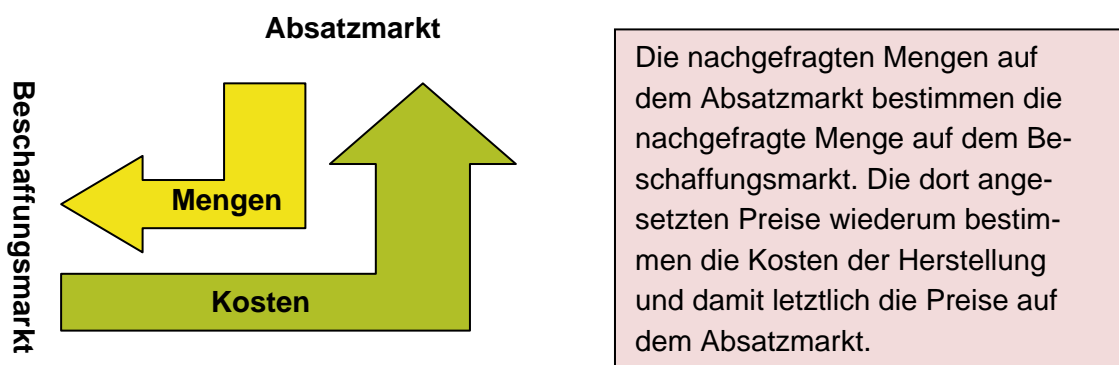 Absatzmarkt
Beschaffungsmarkt
Mengen
Kosten
Die nachgefragten Mengen auf
dem Absatzmarkt bestimmen die
nachgefragte Menge auf dem Be-
schaffungsmarkt. Die dort ange-
setzten Preise wiederum bestim-
men die Kosten der Herstellung
und damit letztlich die Preise auf
dem Absatzmarkt.